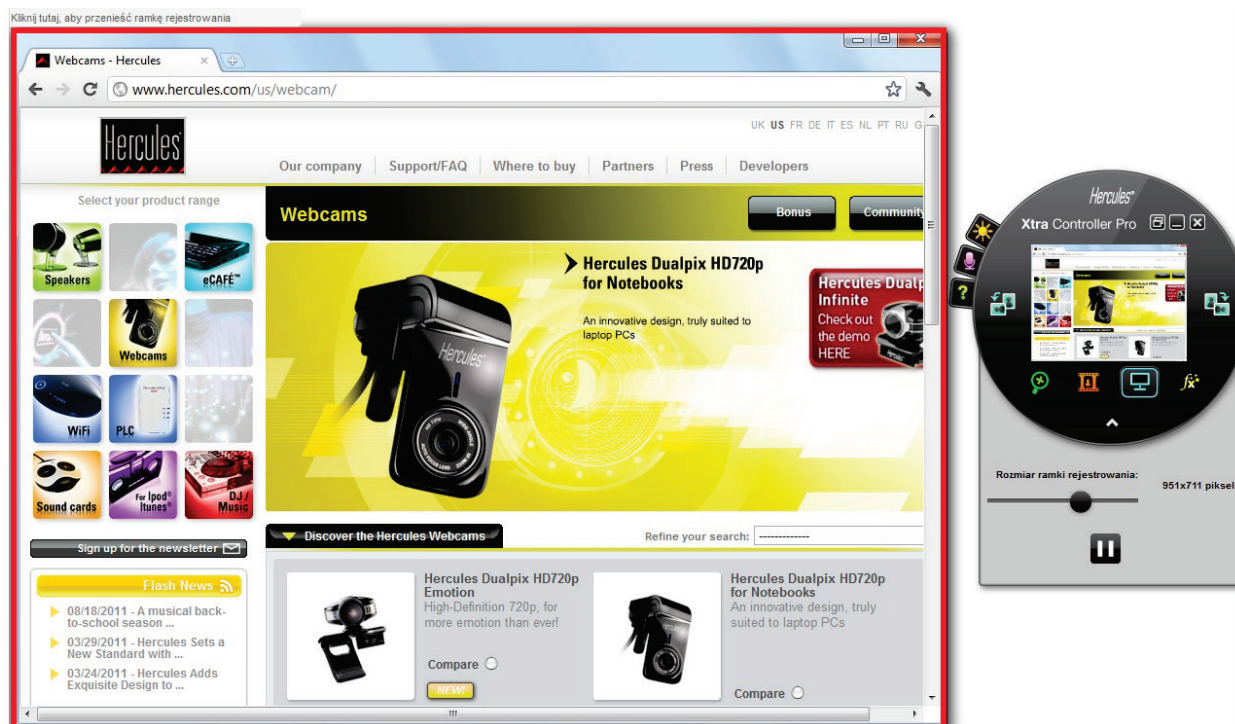 Kliknij tutaj, aby przenieść ramkę rejestrowania
Webcams - Hercules
www.hercules.com/us/webcam/
Hercules
UK US FR DE IT ES NL PT RU G
Our company Support/FAQ Where to buy Partners Press Developers
Select your product range
Speakers
eCAFÉ™
Webcams
WiFi
PLC
Sound cards
For Ipod®
Itunes®
DJ /
Music
Sign up for the newsletter
Flash News
08/18/2011 - A musical back-
to-school season ...
03/29/2011 - Hercules Sets a
New Standard with ...
03/24/2011 - Hercules Adds
Exquisite Design to ...
Webcams
Bonus
Community
Hercules Dualpix HD720p
for Notebooks
An innovative design, truly suited to
laptop PCs
Hercules
Hercules Dualp
Infinite
Check out
the demo
HERE
Discover the Hercules Webcams
Refine your search: -------------
Hercules Dualpix HD720p
Emotion
High-Definition 720p, for
more emotion than ever!
Compare
NEW!
Hercules Dualpix HD720p
for Notebooks
An innovative design, truly
suited to laptop PCs
Compare
Hercules®
Xtra Controller Pro
?
fx
Rozmiar ramki rejestrowania:
951x711 pikseli